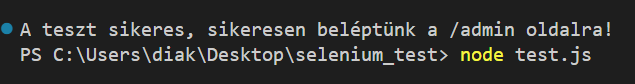 A teszt sikeres, sikeresen beléptünk a /admin oldalra!
PS C:\Users\diak\Desktop\selenium_test> node test.js